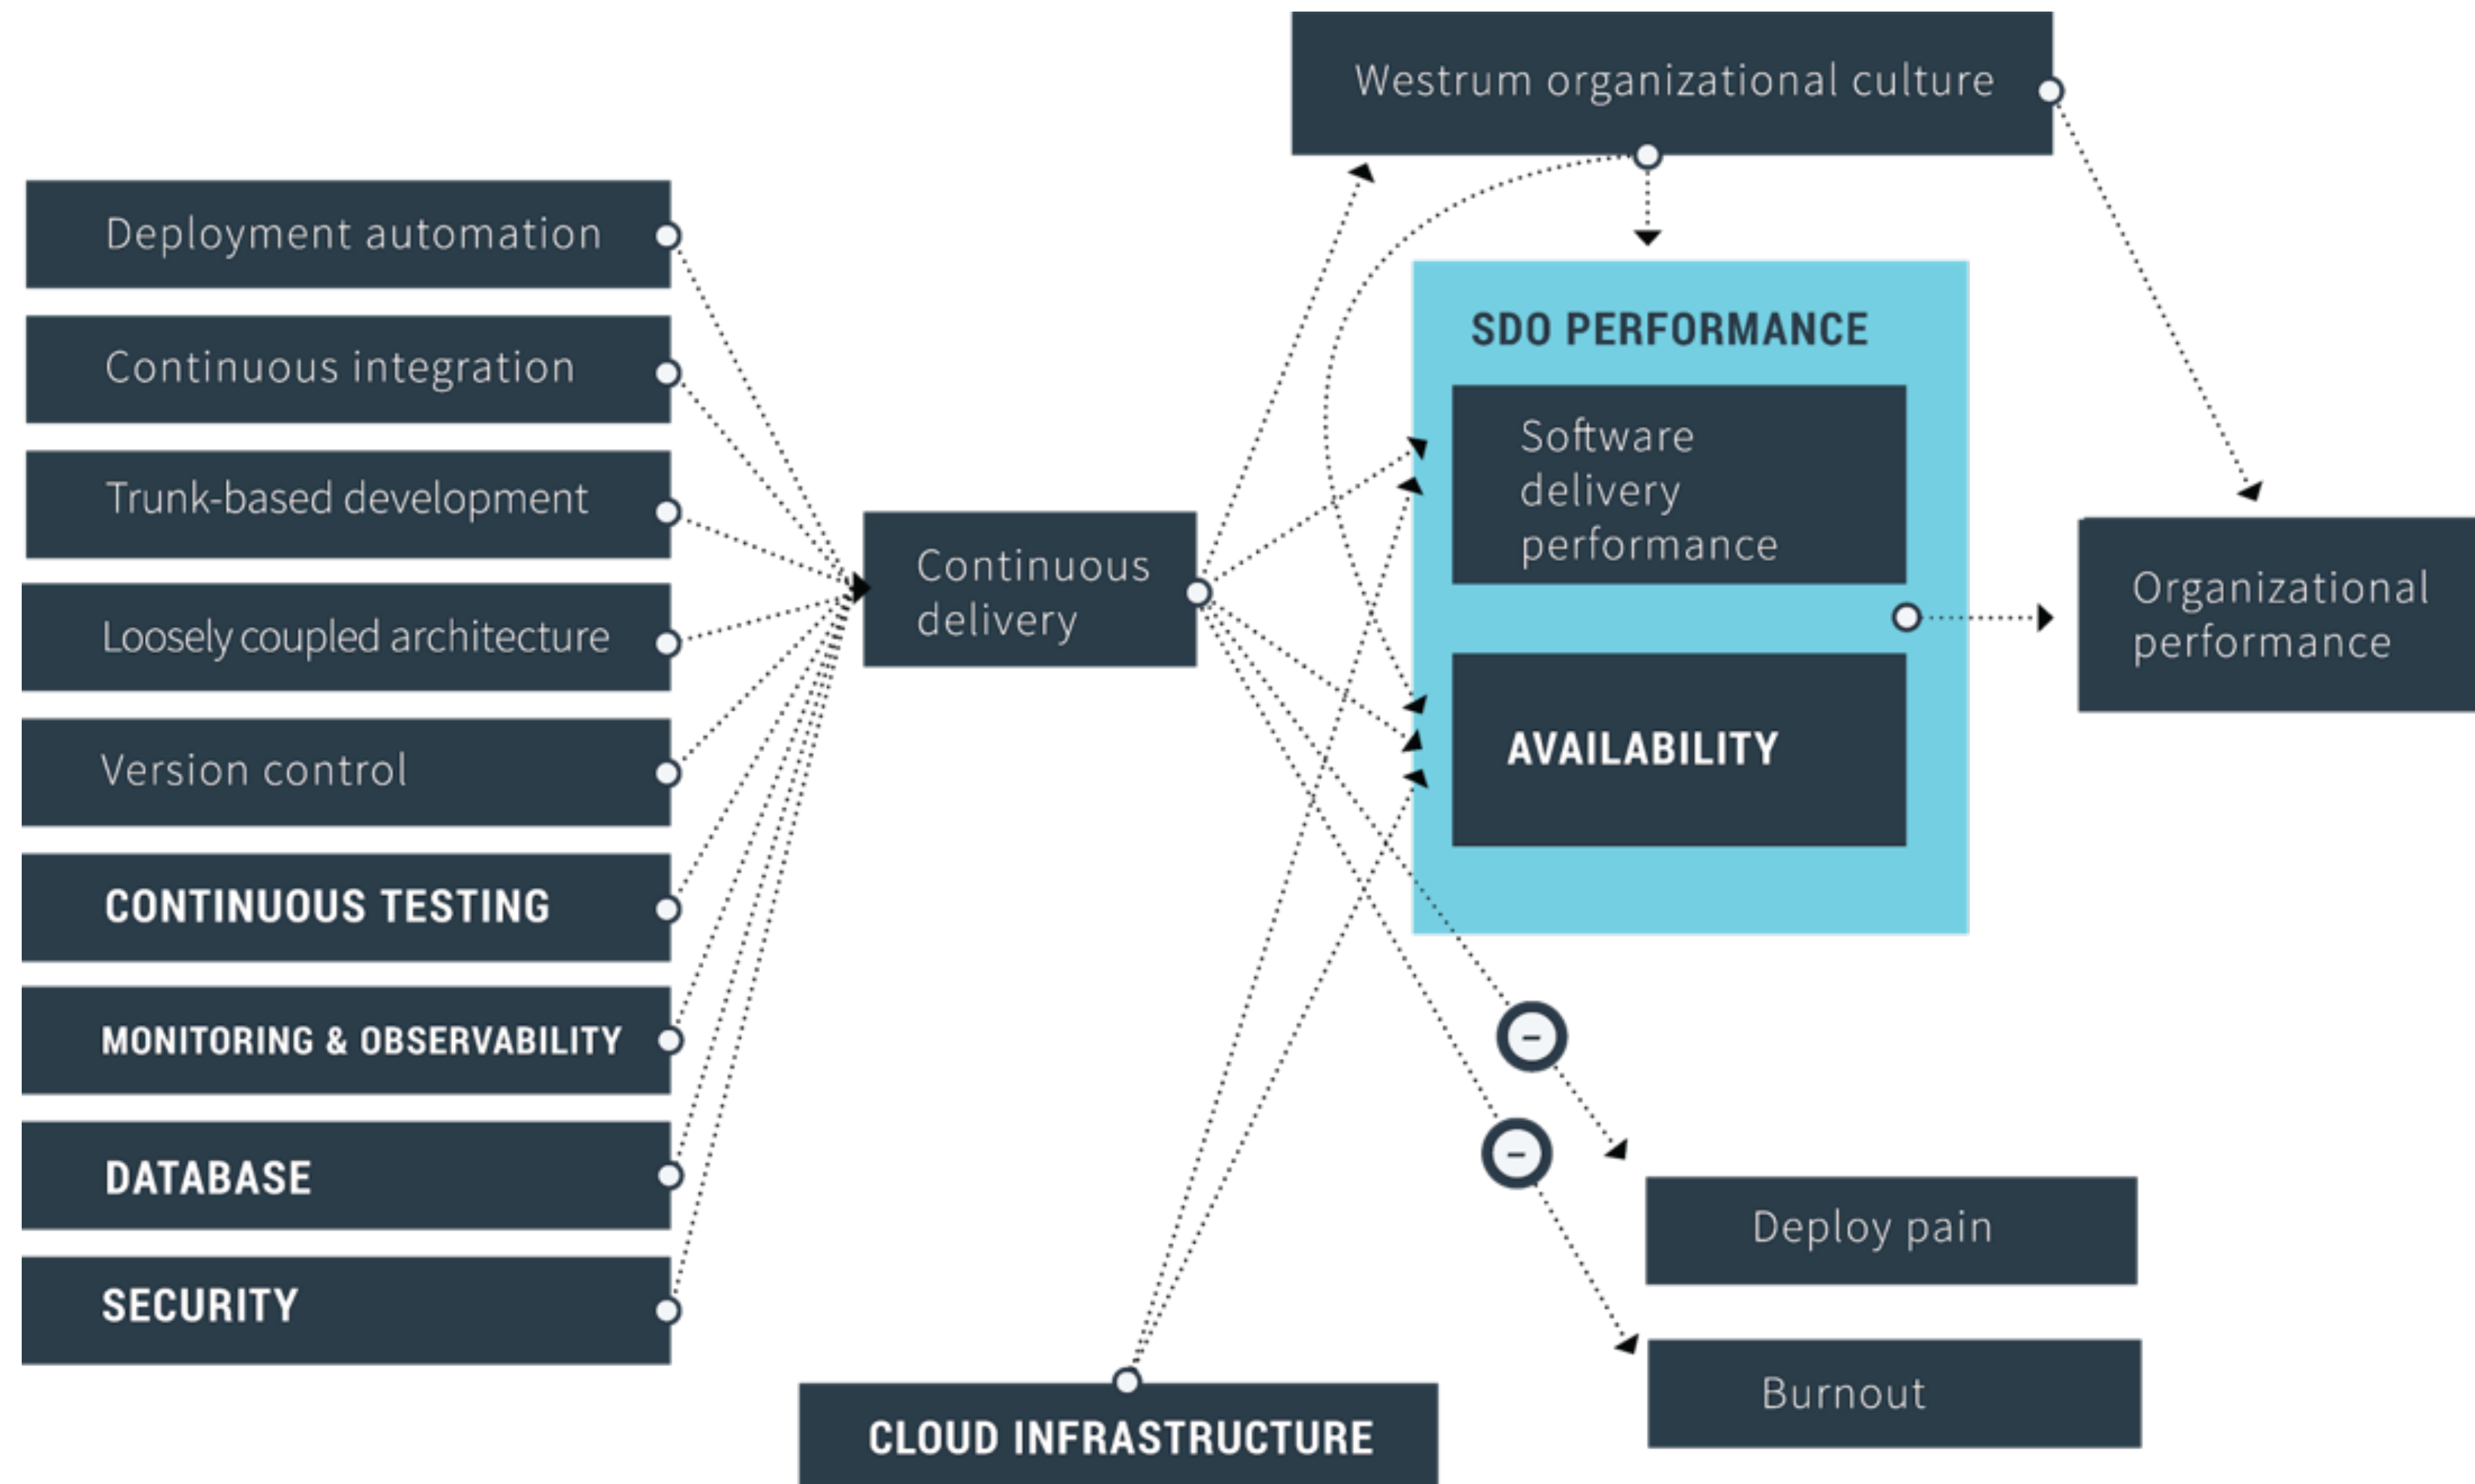 Westrum organizational culture
Deployment automation
Continuous integration
Trunk-based development
Loosely coupled architecture
Version control
CONTINUOUS TESTING
MONITORING & OBSERVABILITY
DATABASE
SECURITY
Continuous
delivery
CLOUD INFRASTRUCTURE
SDO PERFORMANCE
Software
delivery
performance
AVAILABILITY
Organizational
performance
–
–
Deploy pain
Burnout